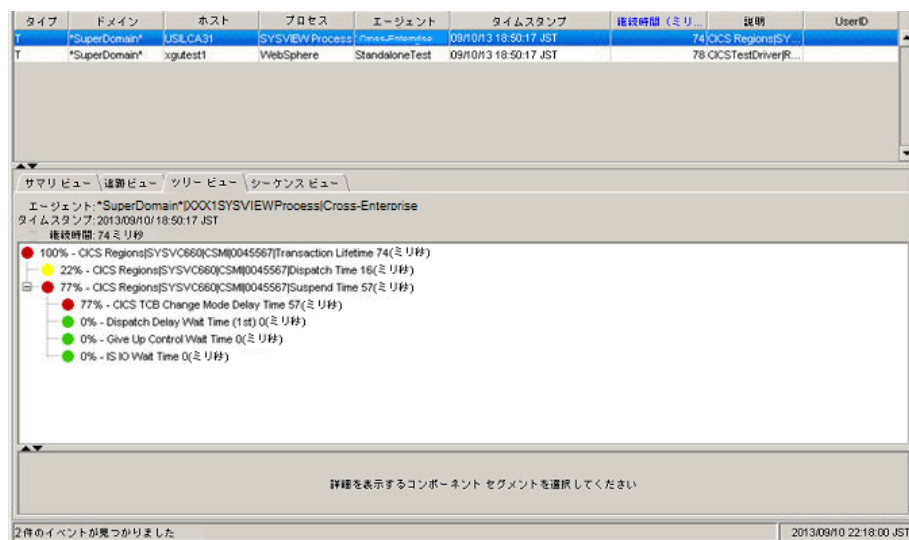 タイプ ドメイン ホスト プロセス エージェント タイムスタンプ 継続時間 (ミリ... 説明 UserID
T *SuperDomain* USILCA31 SYSVIEW Process Cross-Enterprise 09/10/13 18:50:17 JST 74 CICS Regions|SY...
T *SuperDomain* xgutest1 WebSphere StandaloneTest 09/10/13 18:50:17 JST 78 CICSTestDriver|R...
サマリ ビュー 追跡ビュー ツリー ビュー シーケンス ビュー
エージェント:*SuperDomain*|XXX1SYSVIEWProcess|Cross-Enterprise
タイムスタンプ:2013/09/10/ 18:50:17 JST
継続時間:74 ミリ秒
100% - CICS Regions|SYSVC660|CSMI|0045567|Transaction Lifetime 74(ミリ秒)
22% - CICS Regions|SYSVC660|CSMI|0045567|Dispatch Time 16(ミリ秒)
77% - CICS Regions|SYSVC660|CSMI|0045567|Suspend Time 57(ミリ秒)
77% - CICS TCB Change Mode Delay Time 57(ミリ秒)
0% - Dispatch Delay Wait Time (1st) 0(ミリ秒)
0% - Give Up Control Wait Time 0(ミリ秒)
0% - IS IO Wait Time 0(ミリ秒)
詳細を表示するコンポーネント セグメントを選択してください
2件のイベントが見つかりました 2013/09/10 22:18:00 JST